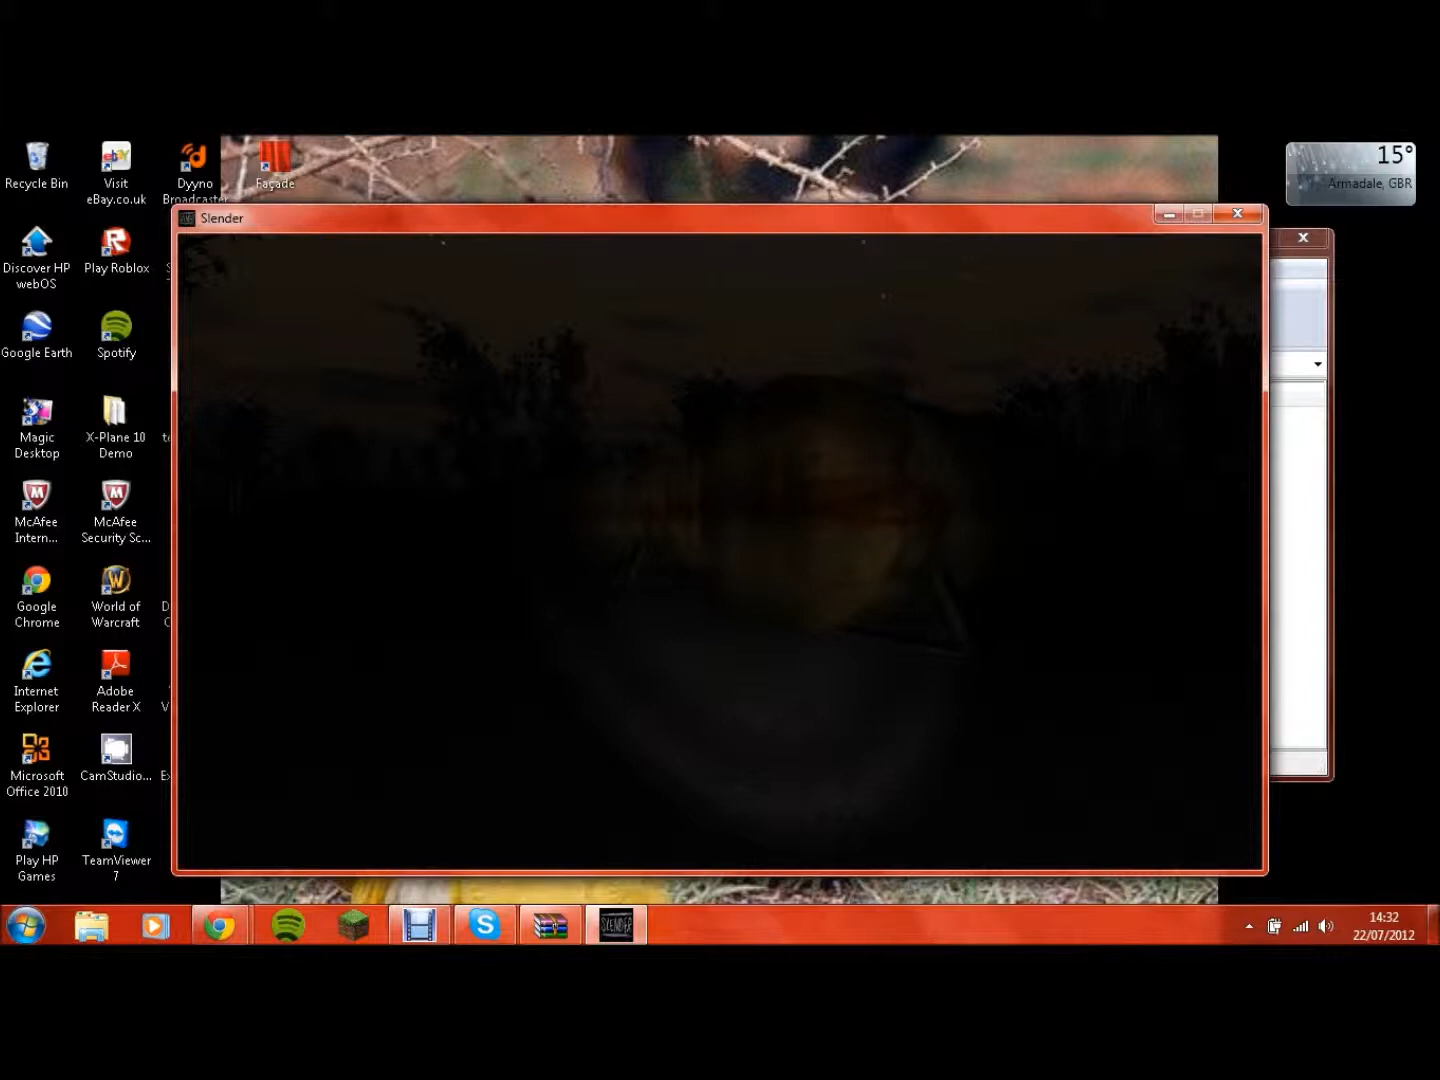 Recycle Bin
Visit
eBay.co.uk
Dyyno
Broadcaster
Façade
15°
Armadale, GBR
Slender
Discover HP
webOS
Play Roblox
Google Earth
Spotify
Magic
Desktop
X-Plane 10
Demo
McAfee
Intern...
McAfee
Security Sc...
Google
Chrome
World of
Warcraft
Internet
Explorer
Adobe
Reader X
Microsoft
Office 2010
CamStudio...
Play HP
Games
TeamViewer
7
SLENDER
14:32
22/07/2012